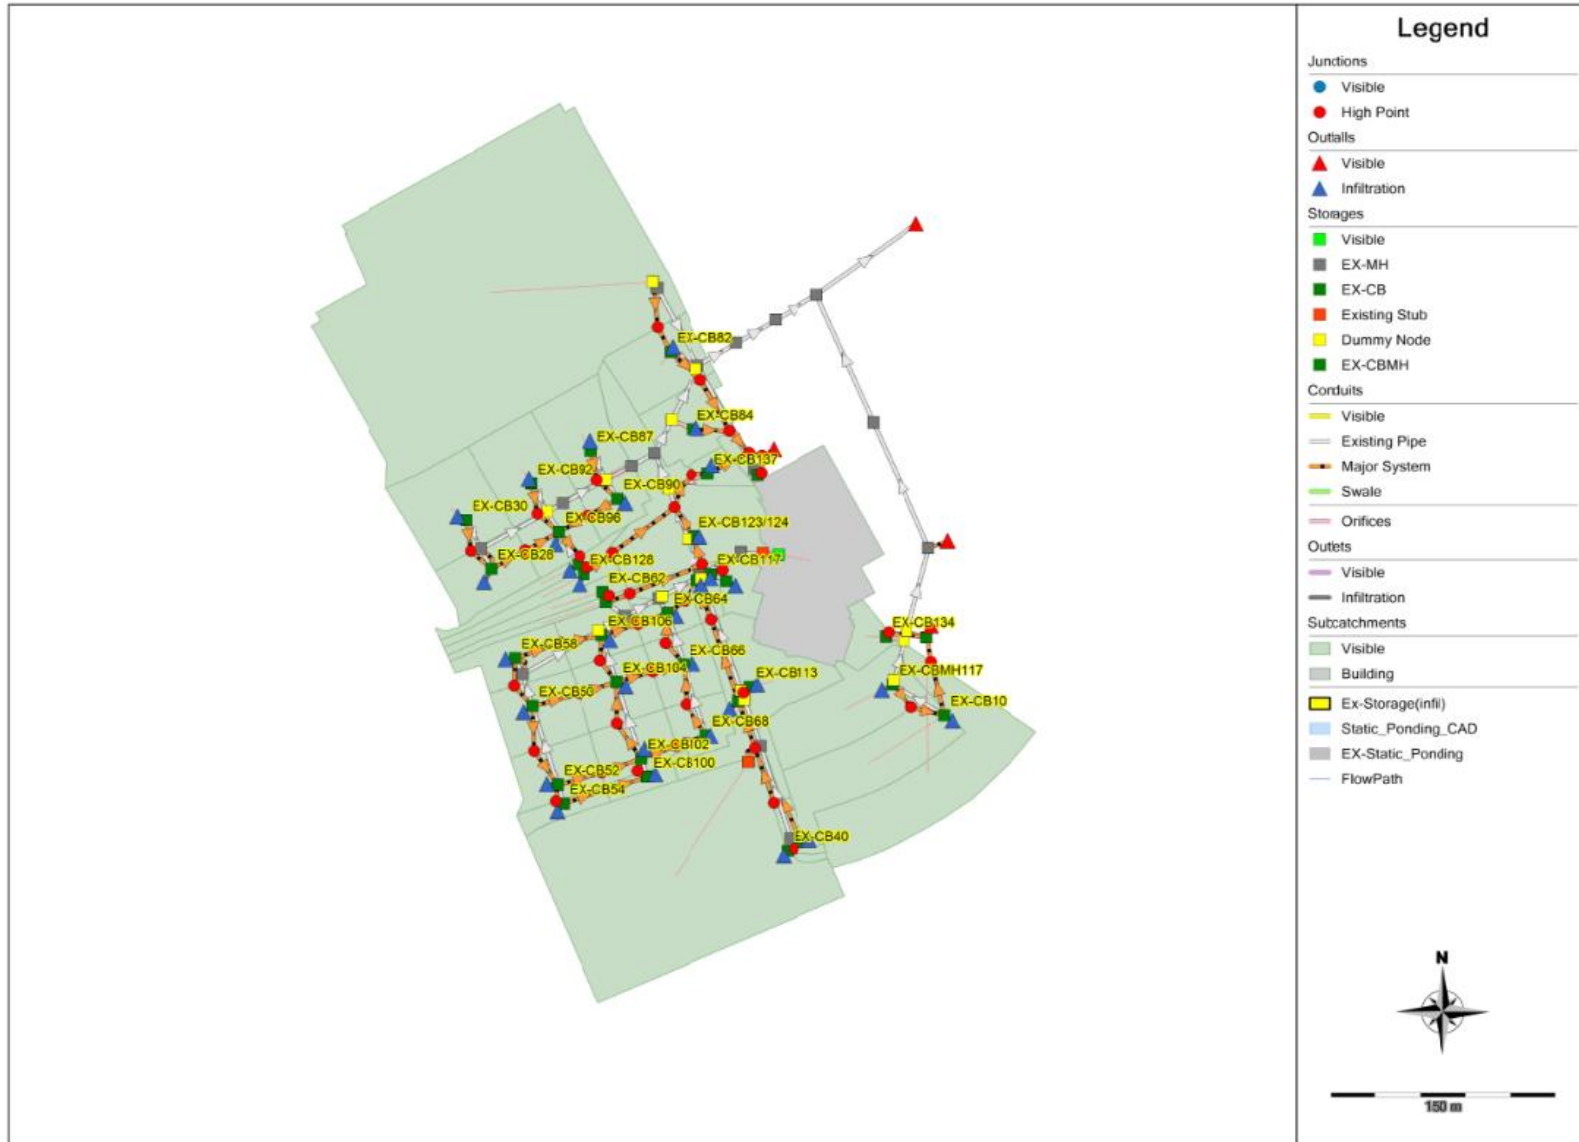 Legend
Junctions
Visible
High Point
Outfalls
Visible
Infiltration
Storages
Visible
EX-MH
EX-CB
Existing Stub
Dummy Node
EX-CBMH
Conduits
Visible
Existing Pipe
Major System
Swale
Orifices
Outlets
Visible
Infiltration
Subcatchments
Visible
Building
Ex-Storage(infil)
Static_Ponding_CAD
EX-Static_Ponding
FlowPath
N
150 m
EX-CB82
EX-CB84
EX-CB87
EX-CB137
EX-CB92
EX-CB90
EX-CB30
EX-CB96
EX-CB123/124
EX-CB28
EX-CB128
EX-CB117
EX-CB62
EX-CB64
EX-CB106
EX-CB134
EX-CB58
EX-CB66
EX-CB104
EX-CB113
EX-CBMH117
EX-CB50
EX-CB10
EX-CB68
EX-CB102
EX-CB100
EX-CB52
EX-CB54
EX-CB40